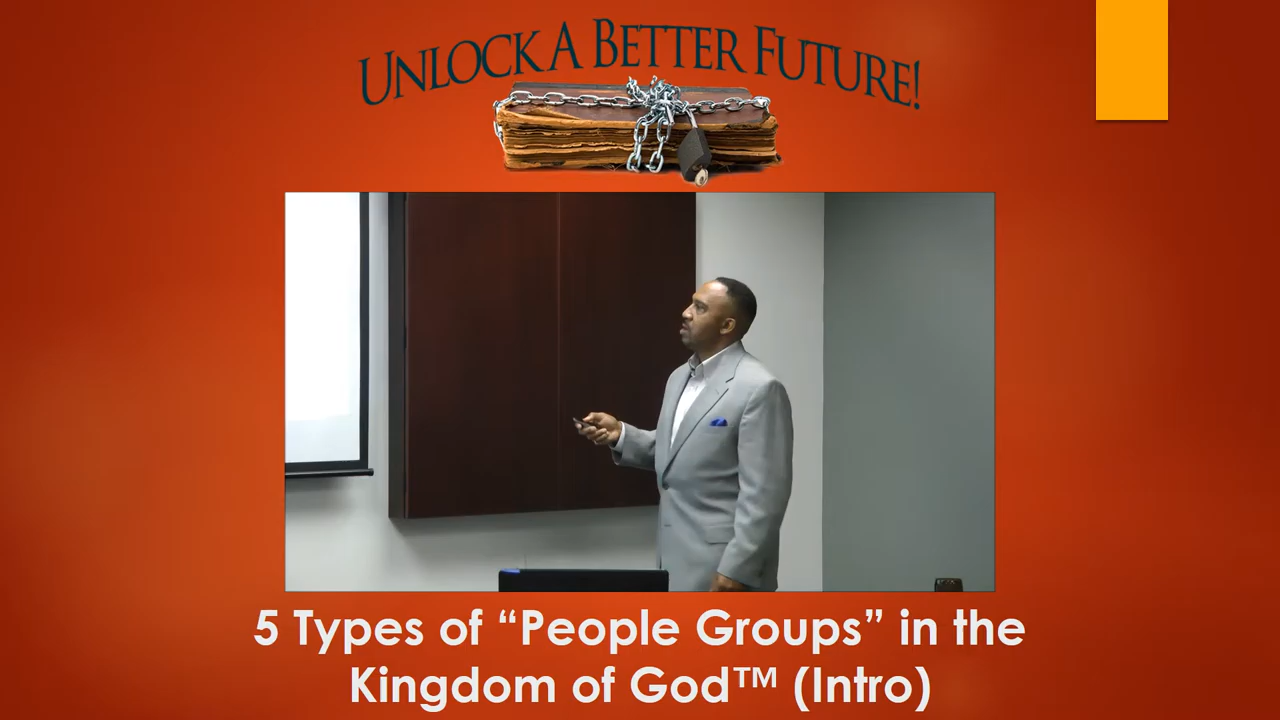 UNLOCK A BETTER FUTURE!
5 Types of “People Groups” in the
Kingdom of God™ (Intro)